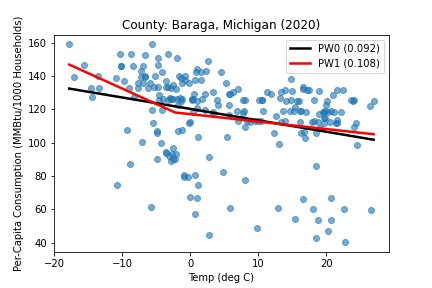 County: Baraga, Michigan (2020)
Per-Capita Consumption (MMBtu/1000 Households)
160
140
120
100
80
60
40
PW0 (0.092)
PW1 (0.108)
−20 −10 0 10 20
Temp (deg C)